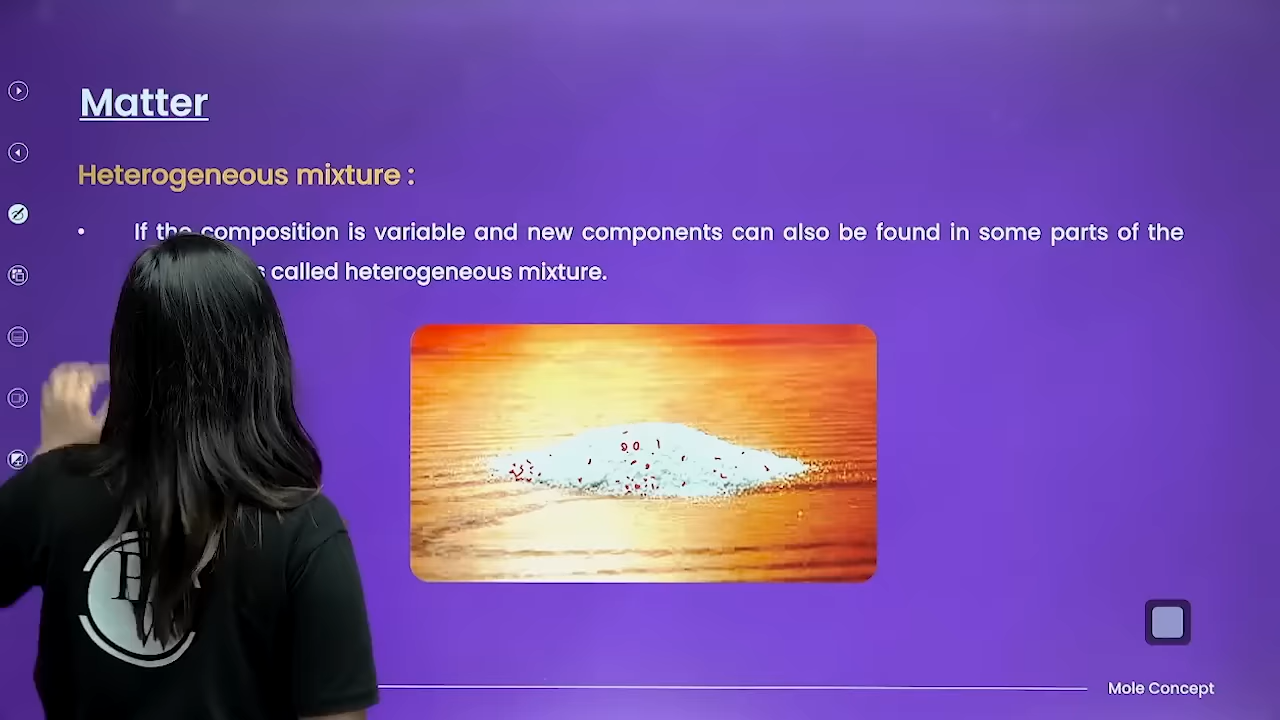 Matter
Heterogeneous mixture :
• If the composition is variable and new components can also be found in some parts of the
called heterogeneous mixture.
Mole Concept